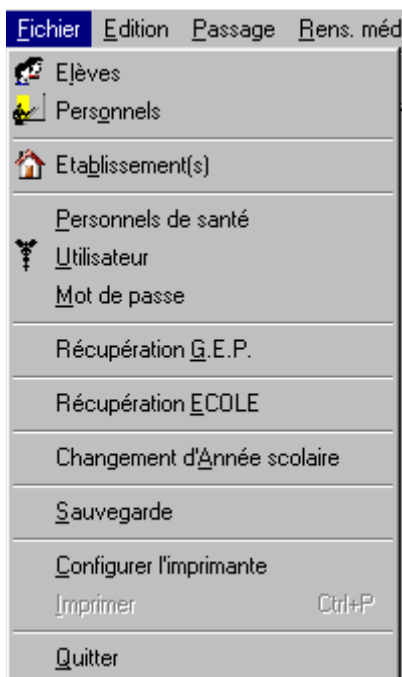 Fichier Edition Passage Rens. méd
Elèves
Personnels
Etablissement(s)
Personnels de santé
Utilisateur
Mot de passe
Récupération G.E.P.
Récupération ECOLE
Changement d'Année scolaire
Sauvegarde
Configurer l'imprimante
Imprimer Ctrl+P
Quitter